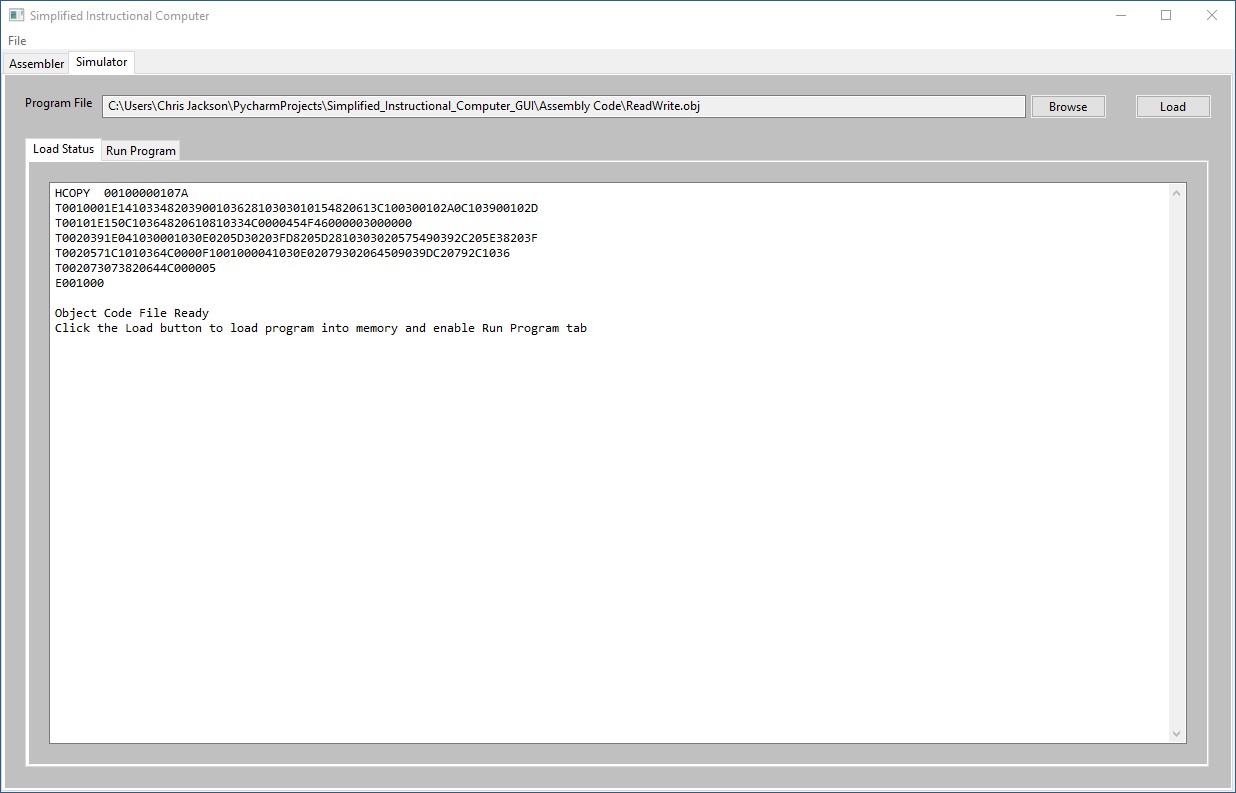 Simplified Instructional Computer
File
Assembler Simulator
Program File C:\Users\Chris Jackson\PycharmProjects\Simplified_Instructional_Computer_GUI\Assembly Code\ReadWrite.obj Browse Load
Load Status Run Program
HCOPY  00100000107A
T0010001E1410334820390010362810303010154820613C100300102A0C103900102D
T00101E150C10364820610810334C0000454F46000003000000
T0020391E041030001030E0205D30203FD8205D2810303020575490392C205E38203F
T0020571C1010364C0000F1001000041030E02079302064509039DC20792C1036
T002073073820644C000005
E001000
Object Code File Ready
Click the Load button to load program into memory and enable Run Program tab